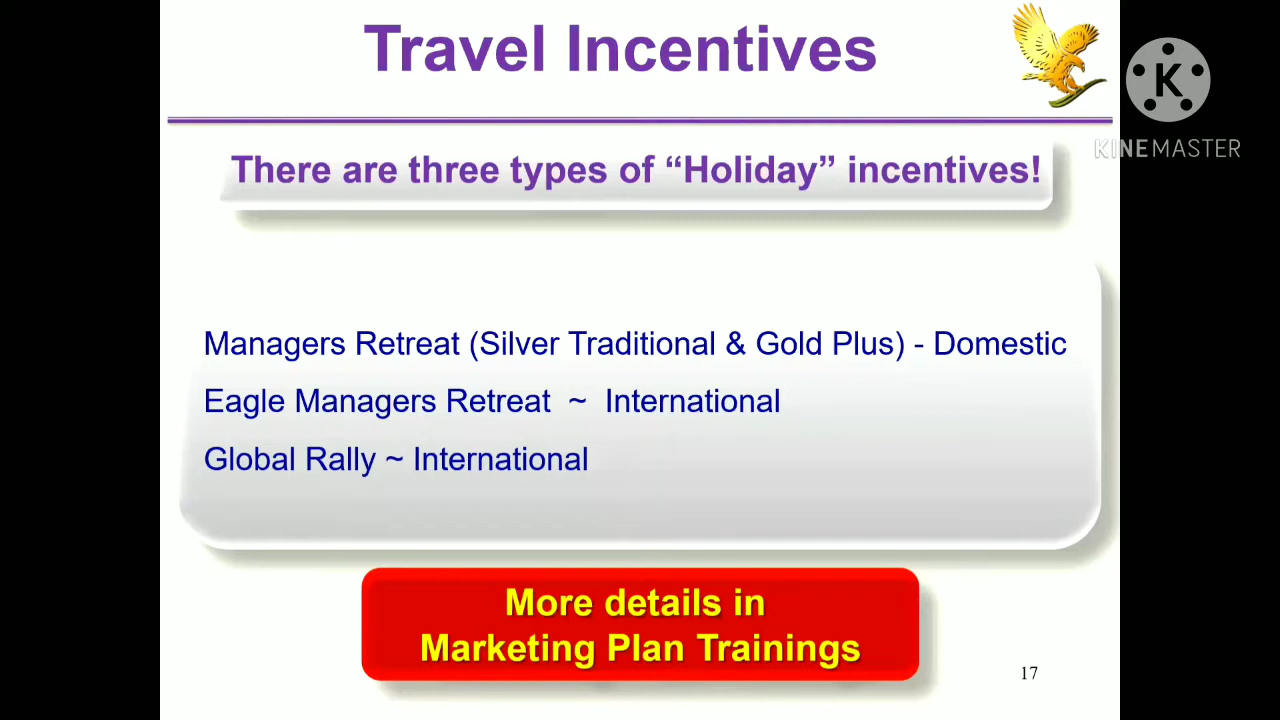 Travel Incentives
K
KINEMASTER
There are three types of “Holiday” incentives!
Managers Retreat (Silver Traditional & Gold Plus) - Domestic
Eagle Managers Retreat ~ International
Global Rally ~ International
More details in
Marketing Plan Trainings
17